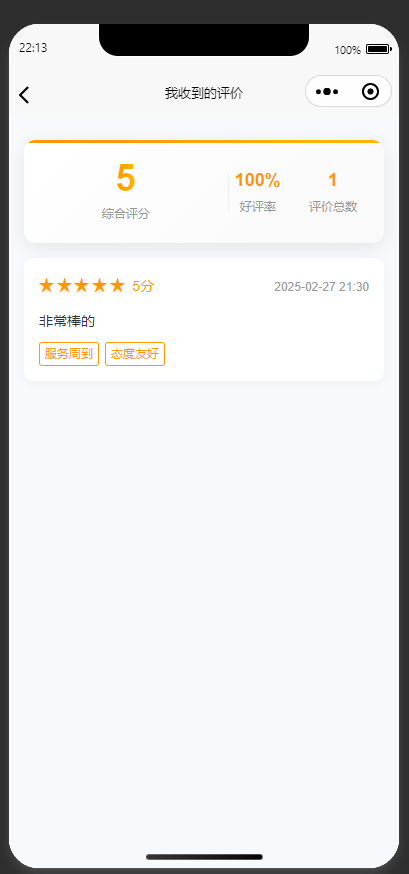 22:13
100%
我收到的评价
5
综合评分
100%
好评率
1
评价总数
★★★★★ 5分
2025-02-27 21:30
非常棒的
服务周到
态度友好